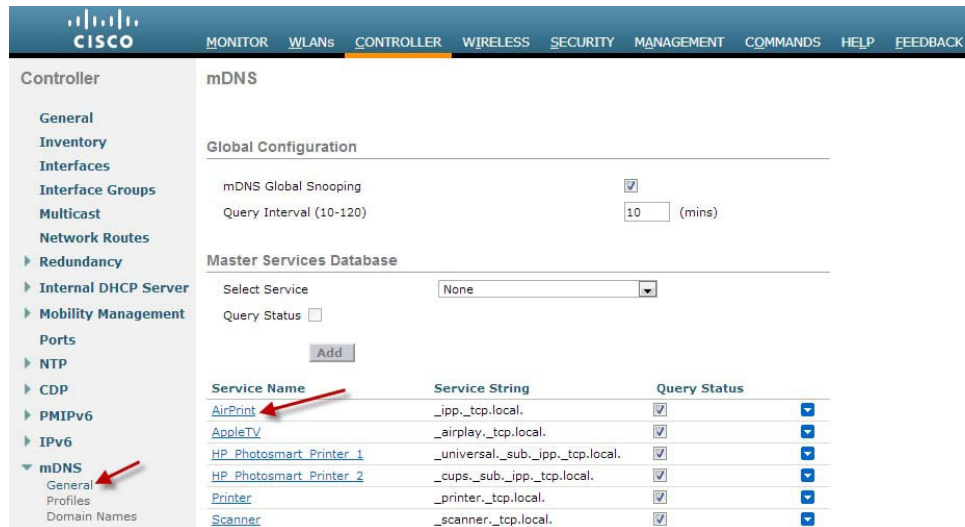 CISCO
MONITOR WLANs CONTROLLER WIRELESS SECURITY MANAGEMENT COMMANDS HELP FEEDBACK
Controller
General
Inventory
Interfaces
Interface Groups
Multicast
Network Routes
Redundancy
Internal DHCP Server
Mobility Management
Ports
NTP
CDP
PMIPv6
IPv6
mDNS
General
Profiles
Domain Names
mDNS
Global Configuration
mDNS Global Snooping
Query Interval (10-120) 10 (mins)
Master Services Database
Select Service None
Query Status
Add
Service Name Service String Query Status
AirPrint _ipp._tcp.local.
AppleTV _airplay._tcp.local.
HP_Photosmart_Printer_1 _universal._sub._ipp._tcp.local.
HP_Photosmart_Printer_2 _cups._sub._ipp._tcp.local.
Printer _printer._tcp.local.
Scanner _scanner._tcp.local.